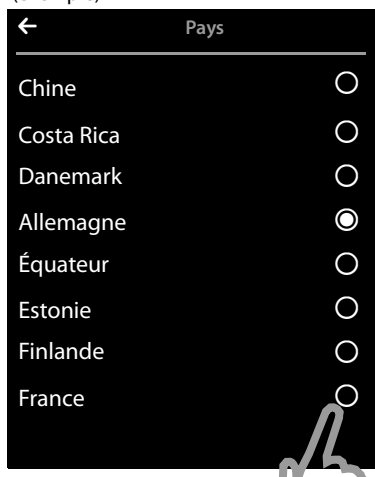 Pays
Chine
Costa Rica
Danemark
Allemagne
Équateur
Estonie
Finlande
France